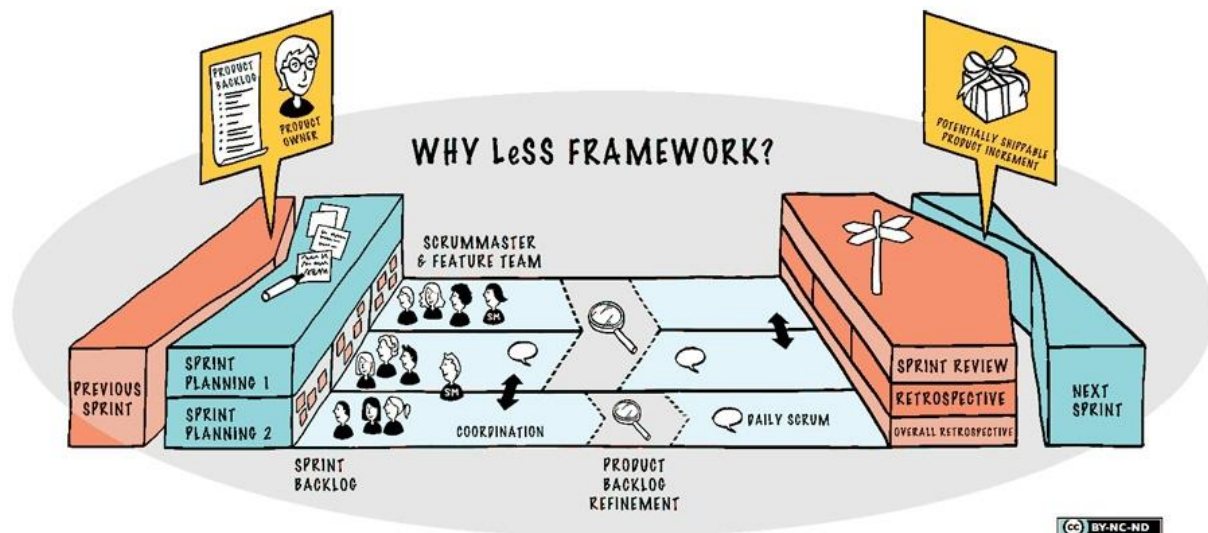 PRODUCT
BACKLOG
PRODUCT
OWNER
POTENTIALLY SHIPPABLE
PRODUCT INCREMENT
WHY LeSS FRAMEWORK?
SCRUMMASTER
& FEATURE TEAM
SM
SM
PREVIOUS
SPRINT
SPRINT
PLANNING 1
SPRINT
PLANNING 2
COORDINATION
DAILY SCRUM
SPRINT
BACKLOG
PRODUCT
BACKLOG
REFINEMENT
SPRINT REVIEW
RETROSPECTIVE
OVERALL RETROSPECTIVE
NEXT
SPRINT
cc BY-NC-ND